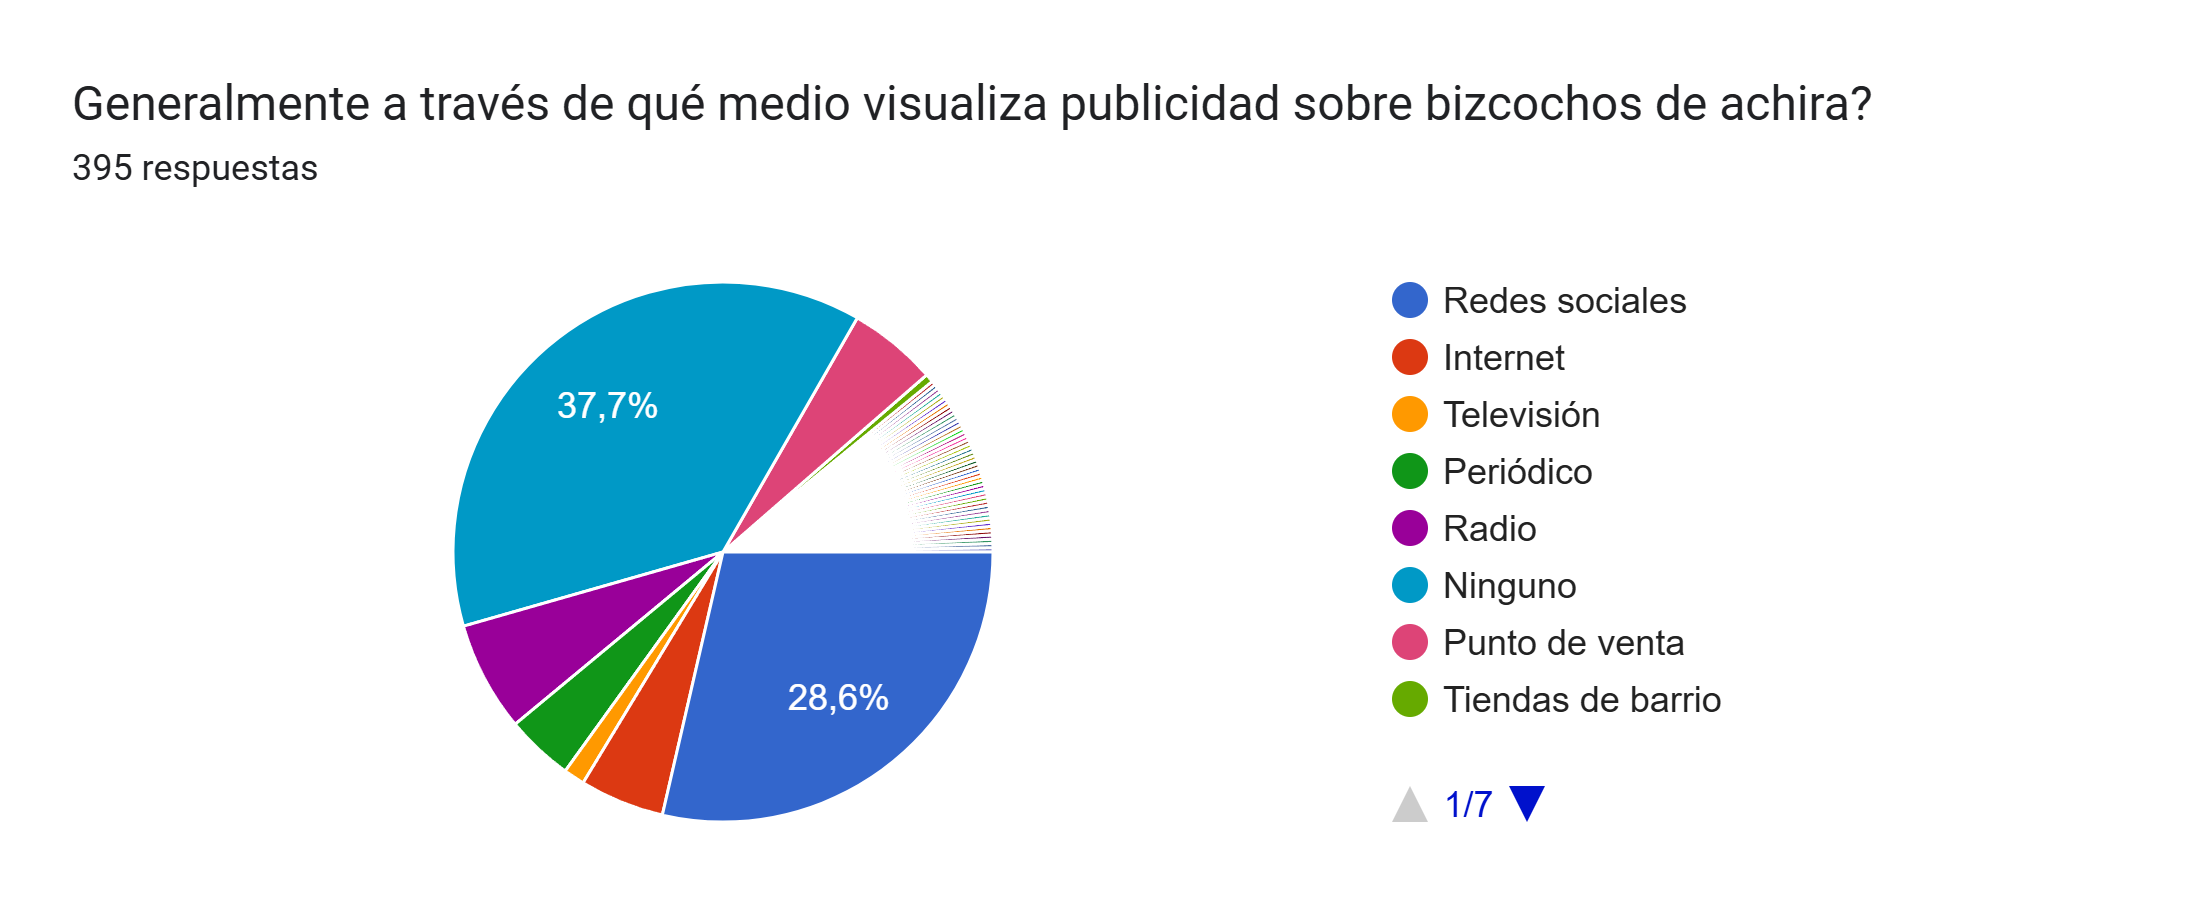 Generalmente a través de qué medio visualiza publicidad sobre bizcochos de achira?
395 respuestas
37,7%
28,6%
Redes sociales
Internet
Televisión
Periódico
Radio
Ninguno
Punto de venta
Tiendas de barrio
1/7